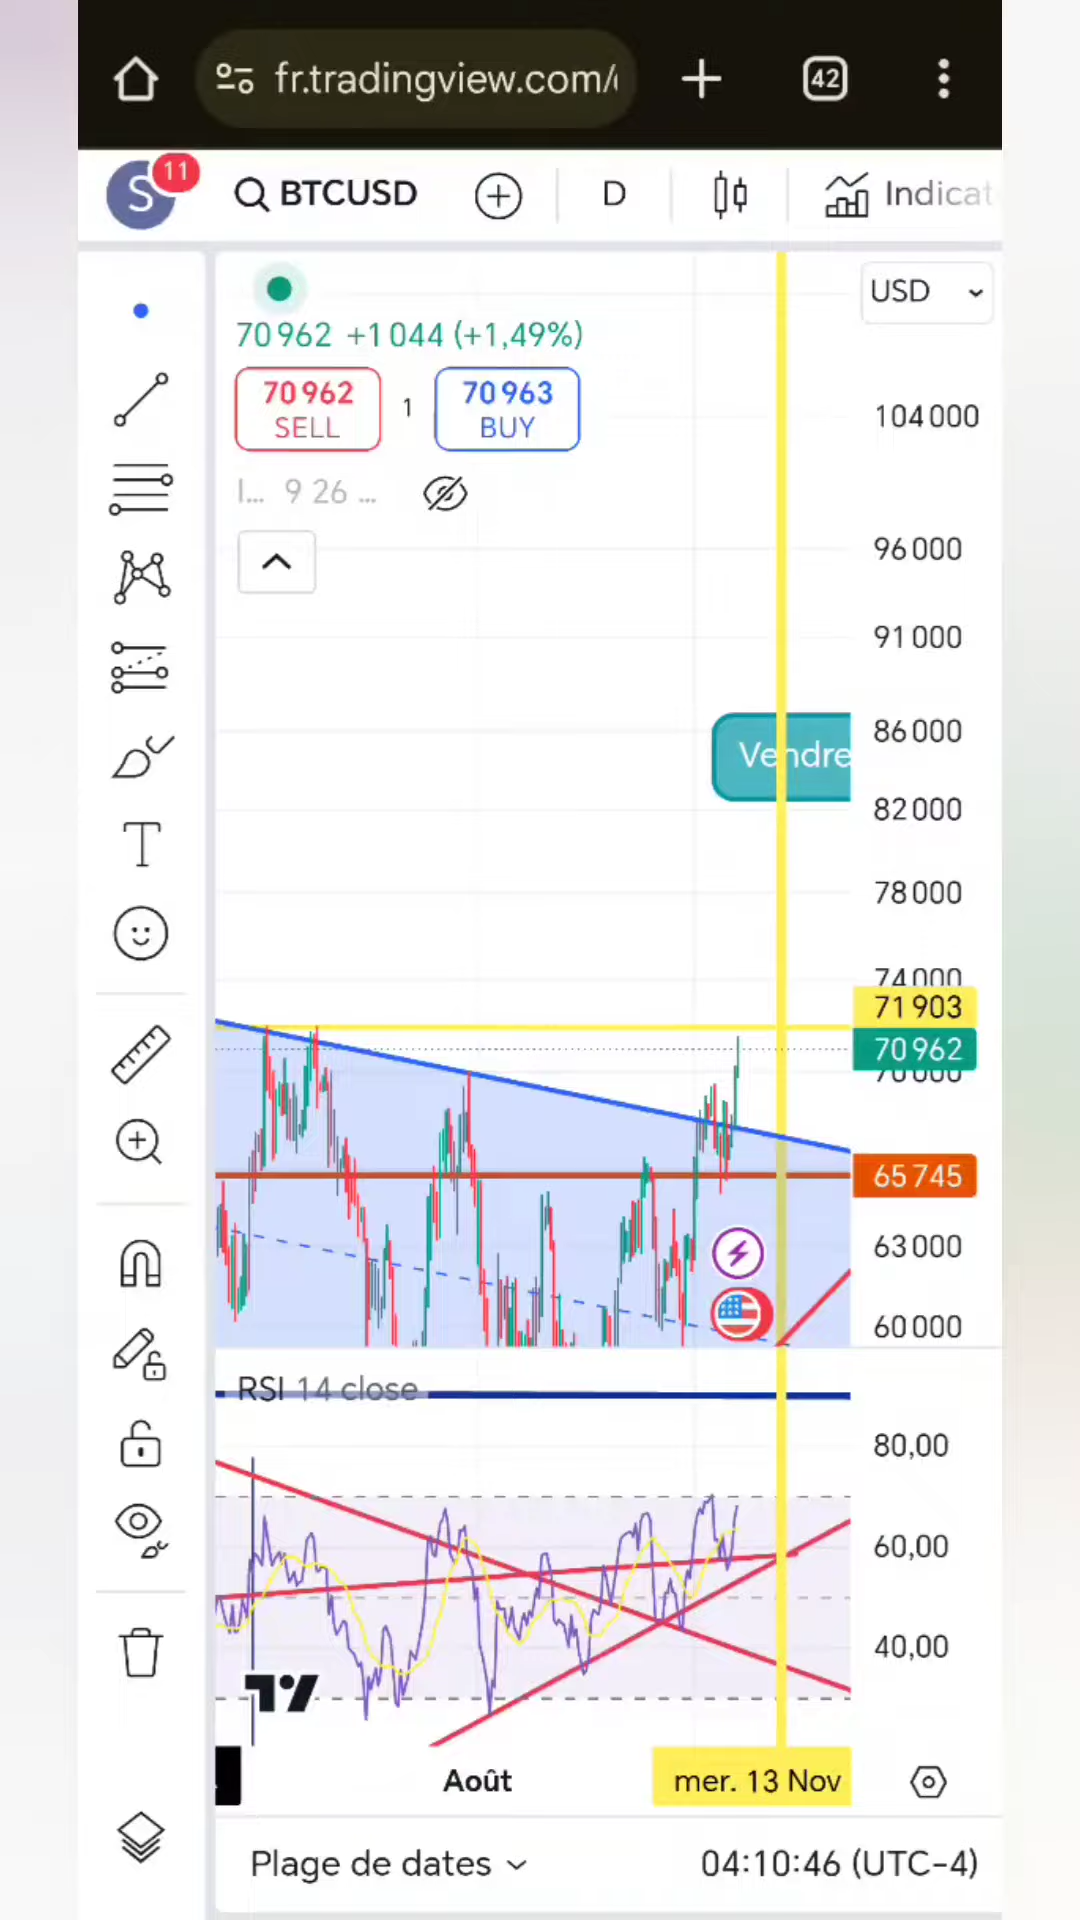 fr.tradingview.com/
42
S
11
BTCUSD
D
Indicat
USD
70 962 +1 044 (+1,49%)
70 962
SELL
1
70 963
BUY
I... 9 26 ...
104 000
96 000
91 000
86 000
Vendre
82 000
78 000
74 000
71 903
70 962
70 000
65 745
63 000
60 000
RSI 14 close
80,00
60,00
40,00
Août
mer. 13 Nov
Plage de dates
04:10:46 (UTC-4)